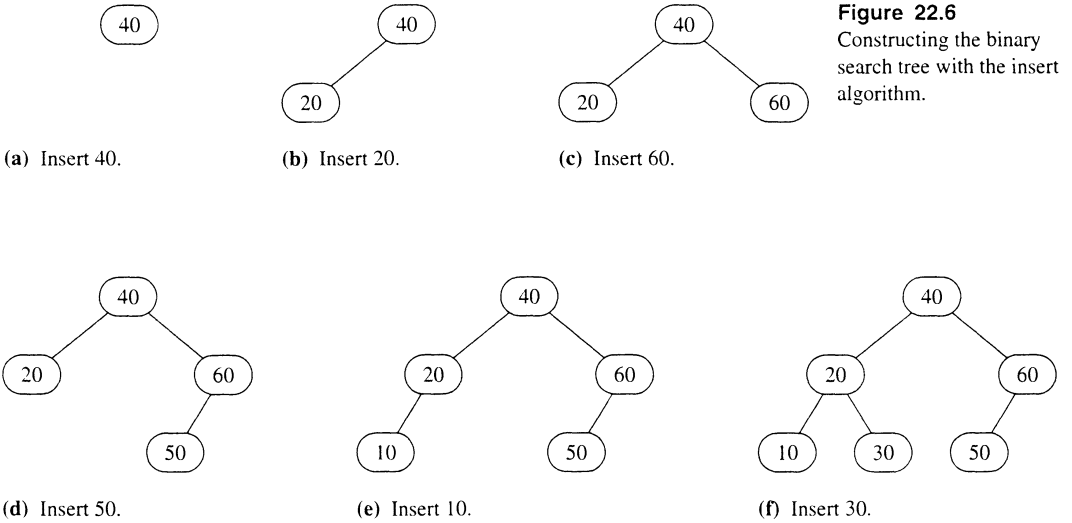 40
40
20
40
20
60
Figure 22.6
Constructing the binary
search tree with the insert
algorithm.
(a) Insert 40.
(b) Insert 20.
(c) Insert 60.
40
20
60
50
40
20
60
10
50
40
20
60
10
30
50
(d) Insert 50.
(e) Insert 10.
(f) Insert 30.